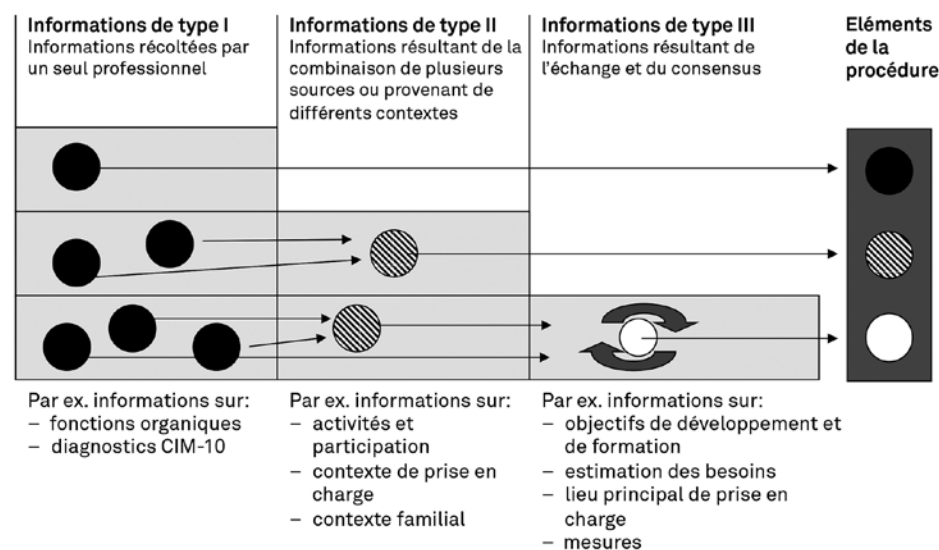 Informations de type I
Informations récoltées par
un seul professionnel
Informations de type II
Informations résultant de la
combinaison de plusieurs
sources ou provenant de
différents contextes
Informations de type III
Informations résultant de
l'échange et du consensus
Eléments
de la
procédure
Par ex. informations sur:
– fonctions organiques
– diagnostics CIM-10
Par ex. informations sur:
– activités et
participation
– contexte de prise en
charge
– contexte familial
Par ex. informations sur:
– objectifs de développement et
de formation
– estimation des besoins
– lieu principal de prise en
charge
– mesures